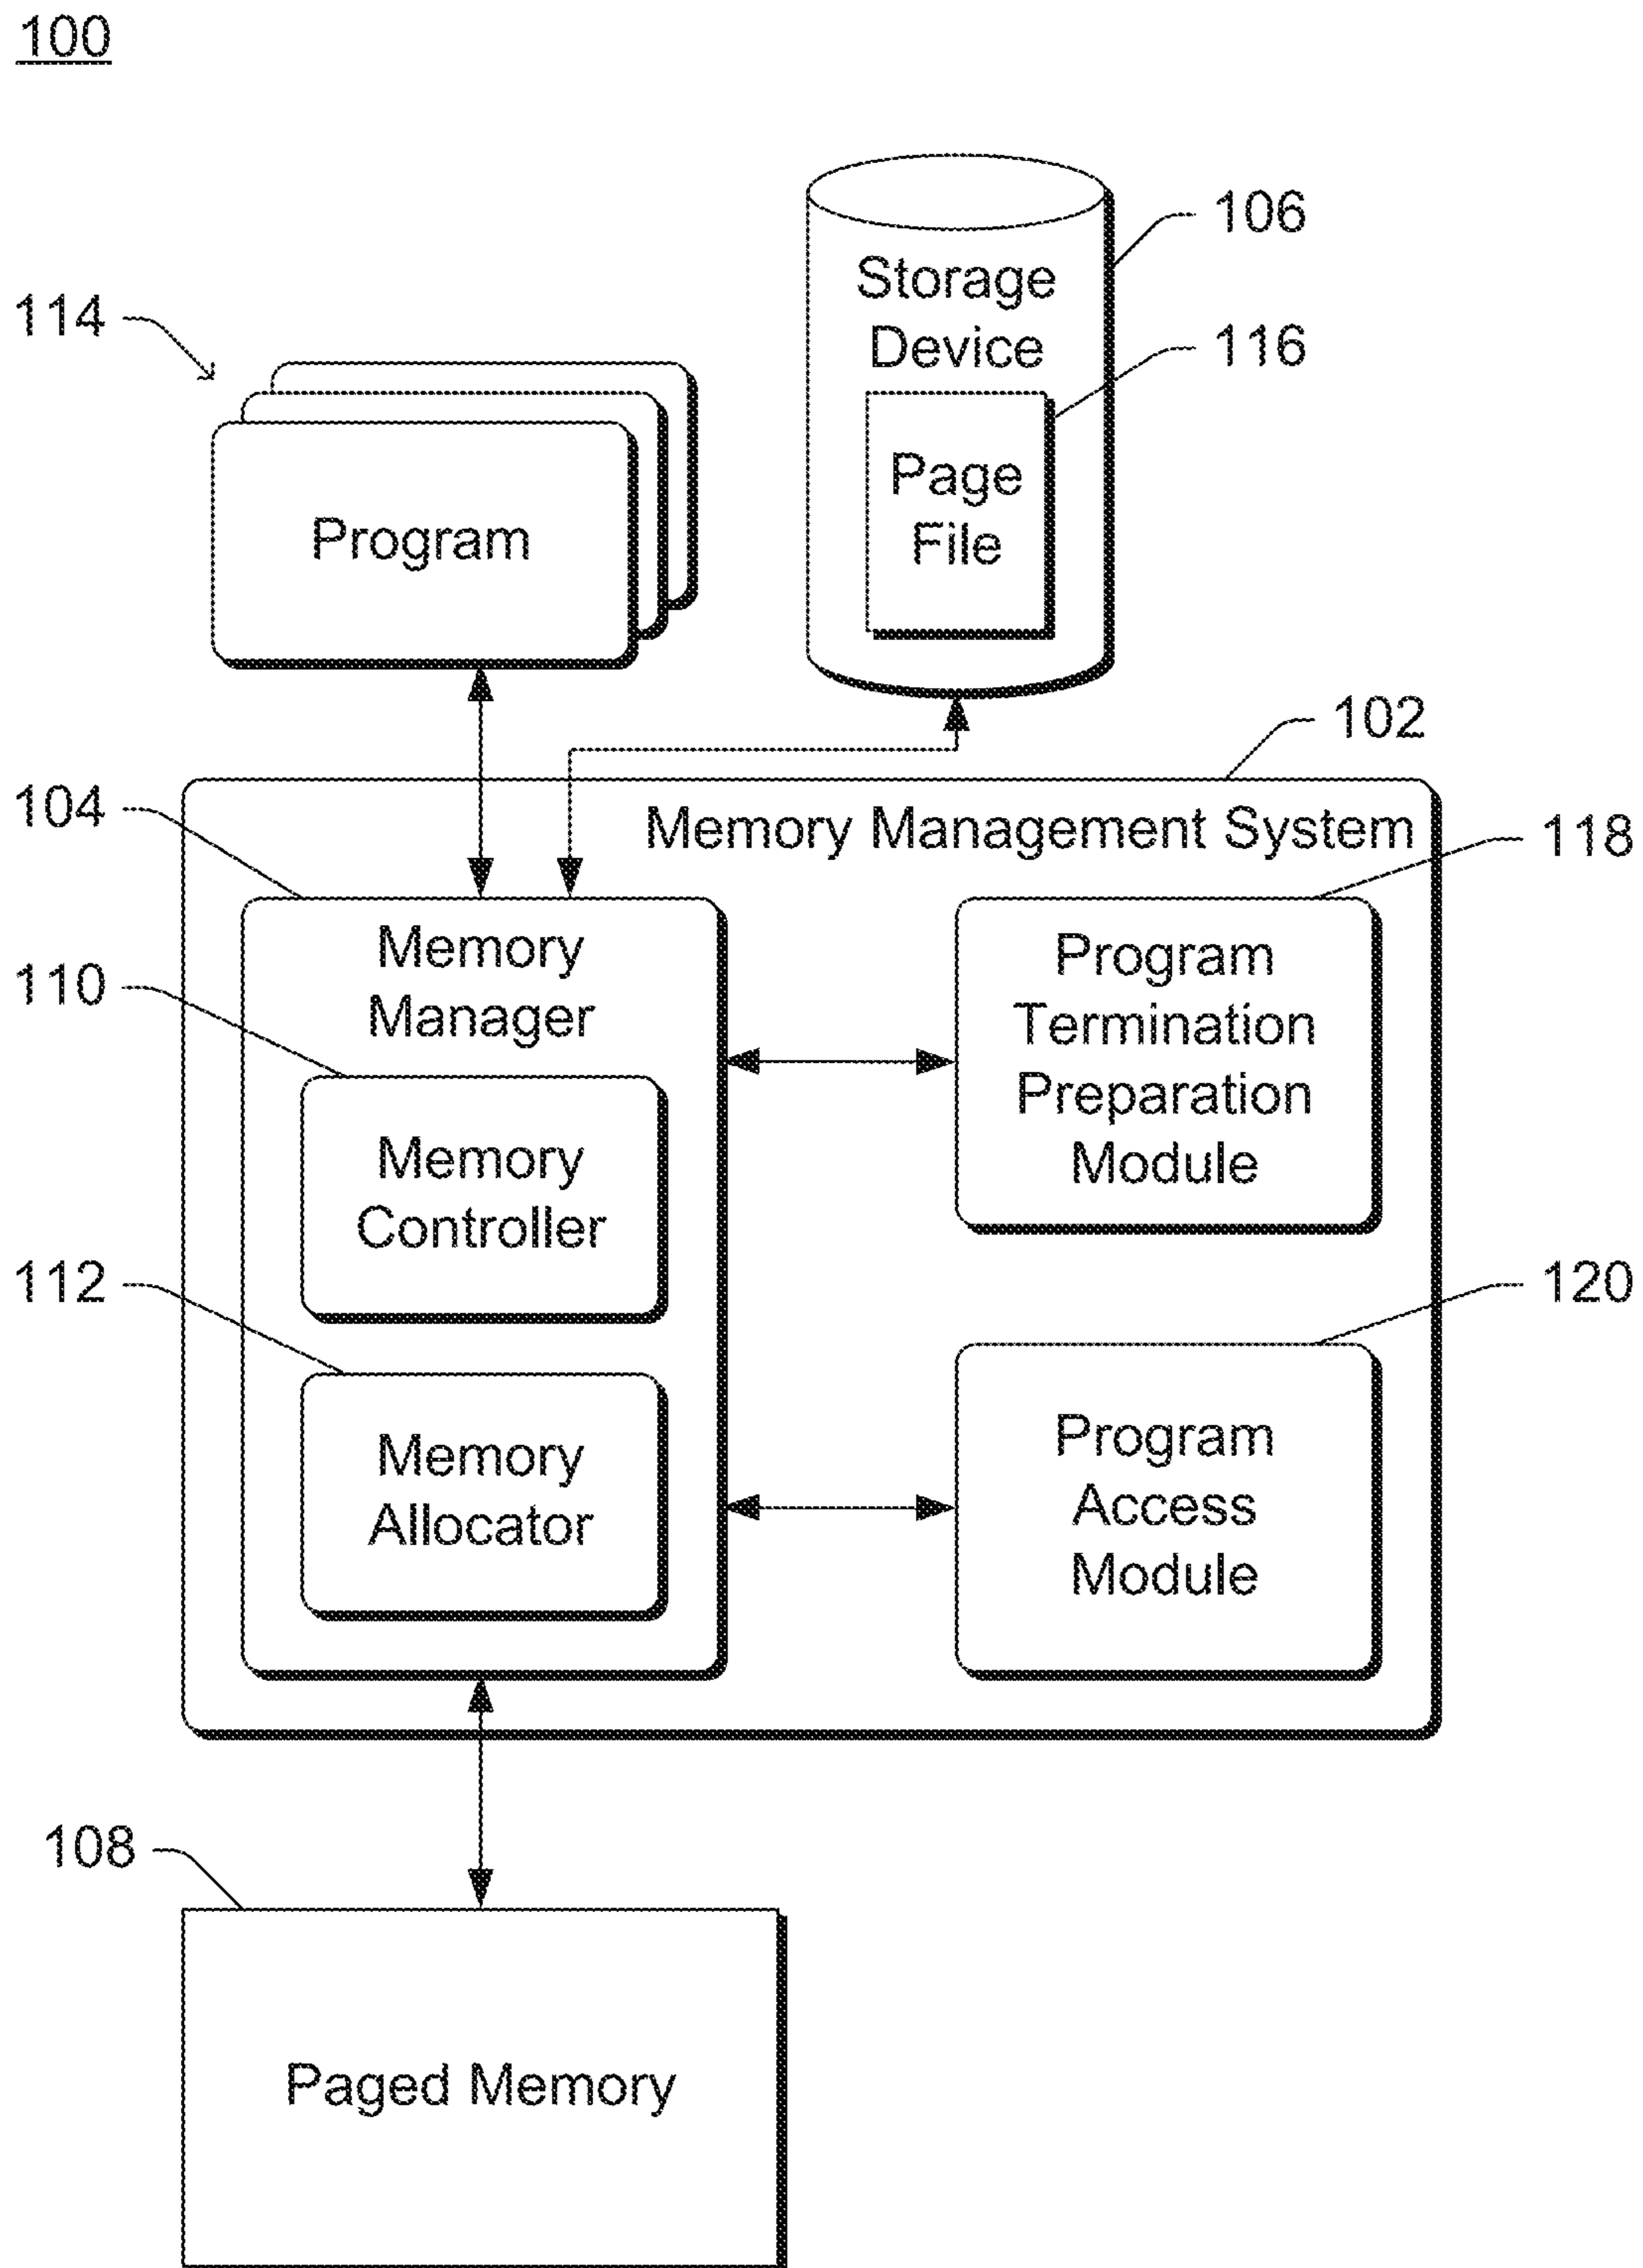 100
106
Storage
Device
114
116
Page
File
Program
102
104
Memory Management System
118
Memory
Manager
Program
Termination
Preparation
Module
110
Memory
Controller
112
120
Memory
Allocator
Program
Access
Module
108
Paged Memory